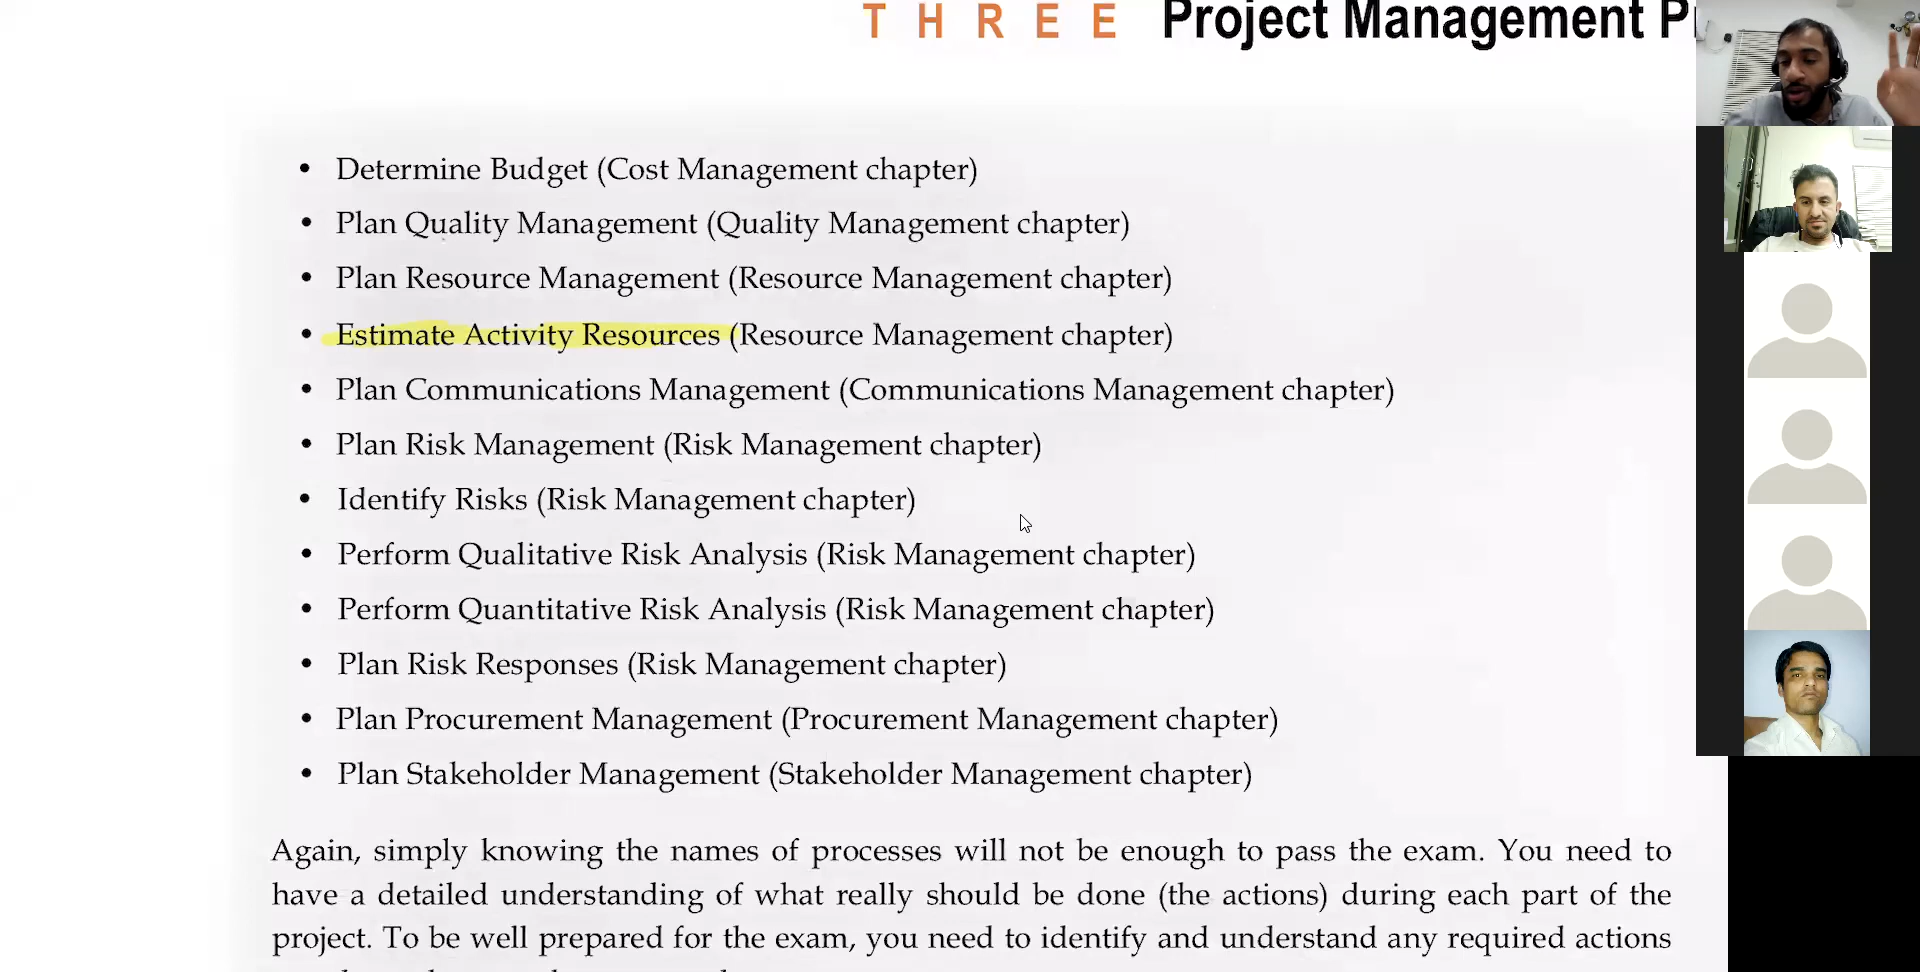 THREE Project Management P
• Determine Budget (Cost Management chapter)
• Plan Quality Management (Quality Management chapter)
• Plan Resource Management (Resource Management chapter)
• Estimate Activity Resources (Resource Management chapter)
• Plan Communications Management (Communications Management chapter)
• Plan Risk Management (Risk Management chapter)
• Identify Risks (Risk Management chapter)
• Perform Qualitative Risk Analysis (Risk Management chapter)
• Perform Quantitative Risk Analysis (Risk Management chapter)
• Plan Risk Responses (Risk Management chapter)
• Plan Procurement Management (Procurement Management chapter)
• Plan Stakeholder Management (Stakeholder Management chapter)
Again, simply knowing the names of processes will not be enough to pass the exam. You need to
have a detailed understanding of what really should be done (the actions) during each part of the
project. To be well prepared for the exam, you need to identify and understand any required actions